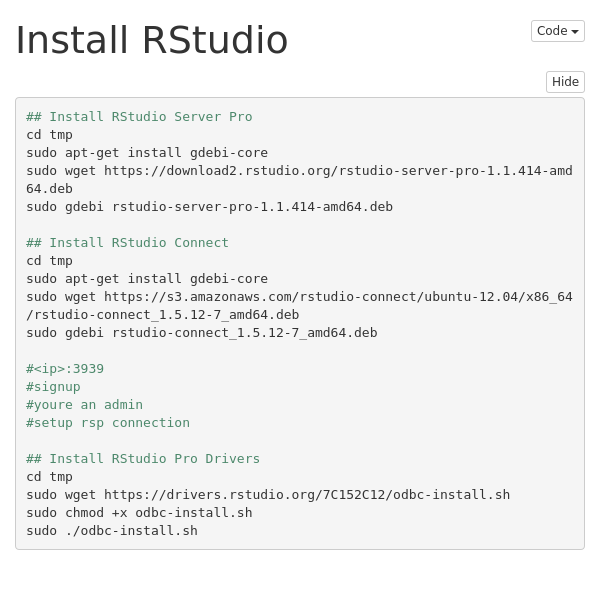 Install RStudio
Code
Hide
## Install RStudio Server Pro
cd tmp
sudo apt-get install gdebi-core
sudo wget https://download2.rstudio.org/rstudio-server-pro-1.1.414-amd
64.deb
sudo gdebi rstudio-server-pro-1.1.414-amd64.deb
## Install RStudio Connect
cd tmp
sudo apt-get install gdebi-core
sudo wget https://s3.amazonaws.com/rstudio-connect/ubuntu-12.04/x86_64
/rstudio-connect_1.5.12-7_amd64.deb
sudo gdebi rstudio-connect_1.5.12-7_amd64.deb
#<ip>:3939
#signup
#youre an admin
#setup rsp connection
## Install RStudio Pro Drivers
cd tmp
sudo wget https://drivers.rstudio.org/7C152C12/odbc-install.sh
sudo chmod +x odbc-install.sh
sudo ./odbc-install.sh